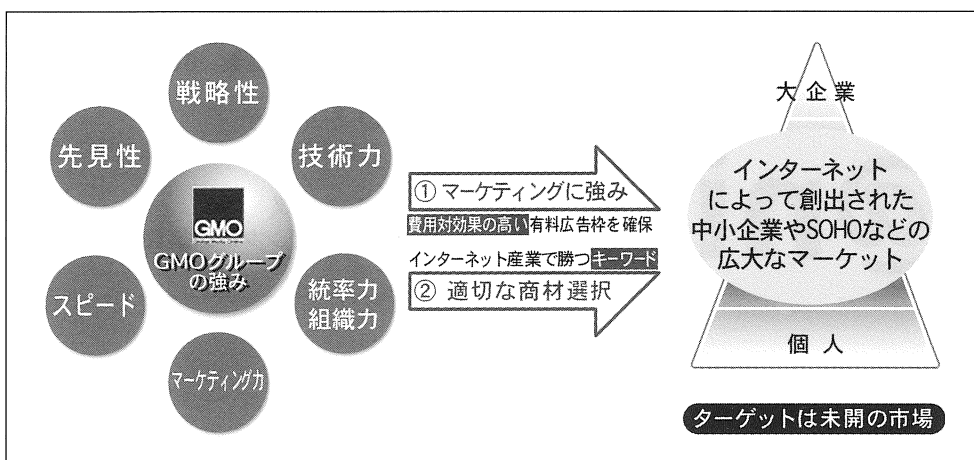 戦略性
先見性
技術力
GMO
GMOグループ
の強み
スピード
統率力
組織力
マーケティング力
① マーケティングに強み
費用対効果の高い有料広告枠を確保
インターネット産業で勝つキーワード
② 適切な商材選択
大企業
インターネット
によって創出された
中小企業やSOHOなどの
広大なマーケット
個人
ターゲットは未開の市場